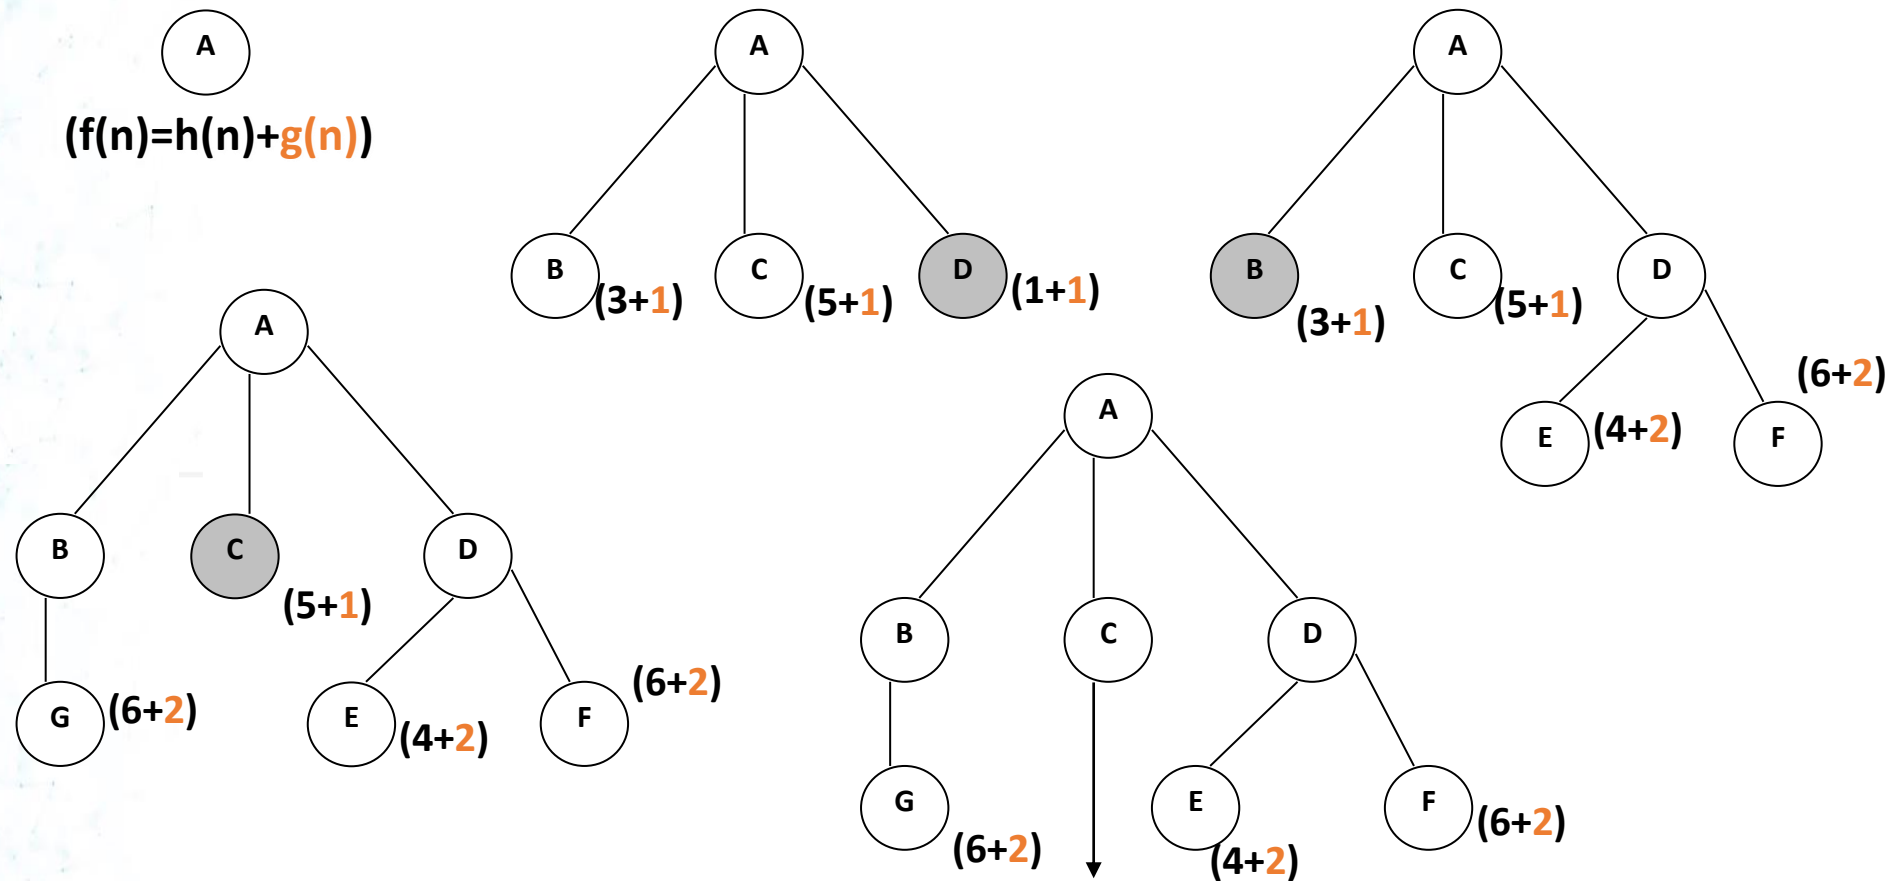 A
(f(n)=h(n)+g(n))
A
B
(3+1)
C
(5+1)
D
(1+1)
A
B
(3+1)
C
(5+1)
D
E
(4+2)
(6+2)
F
A
B
C
(5+1)
D
G
(6+2)
E
(4+2)
F
(6+2)
A
B
C
D
G
(6+2)
E
(4+2)
F
(6+2)